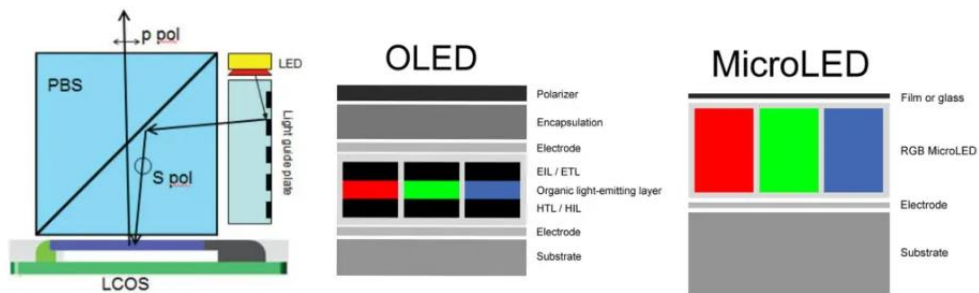 p pol
PBS
LED
Light guide plate
S pol
LCOS
OLED
Polarizer
Encapsulation
Electrode
EIL / ETL
Organic light-emitting layer
HTL / HIL
Electrode
Substrate
MicroLED
Film or glass
RGB MicroLED
Electrode
Substrate